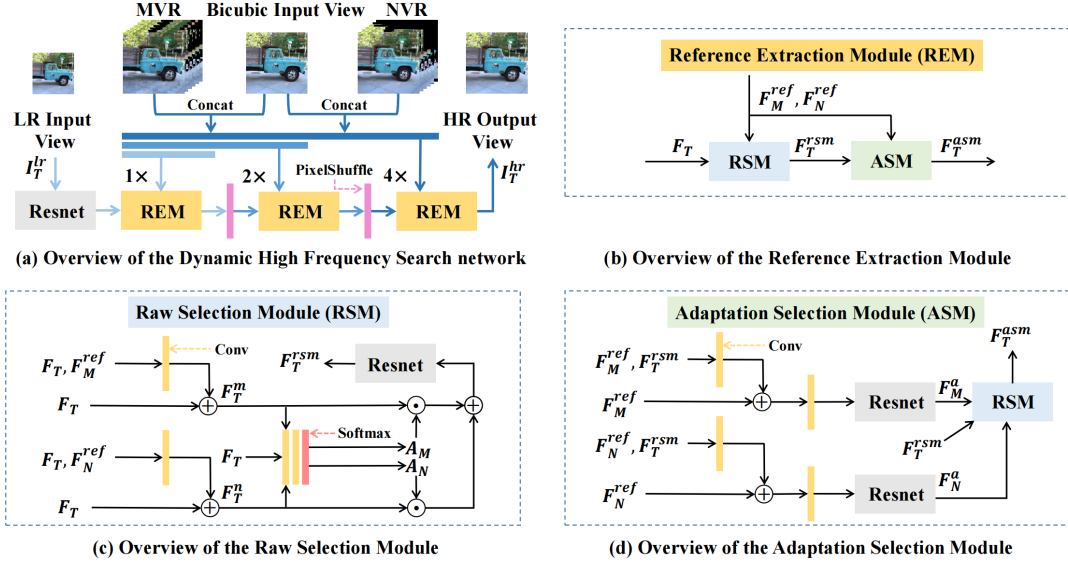 MVR Bicubic Input View NVR
Concat
Concat
LR Input
View
HR Output
View
I_T^{lr}
I_T^{hr}
1×
2×
PixelShuffle
4×
Resnet
REM
REM
REM
(a) Overview of the Dynamic High Frequency Search network
Reference Extraction Module (REM)
F_M^{ref}, F_N^{ref}
F_T
RSM
F_T^{rsm}
ASM
F_T^{asm}
(b) Overview of the Reference Extraction Module
Raw Selection Module (RSM)
Conv
F_T, F_M^{ref}
F_T^{rsm}
Resnet
F_T^m
F_T
Softmax
F_T, F_N^{ref}
F_T
A_M
A_N
F_T^n
F_T
(c) Overview of the Raw Selection Module
Adaptation Selection Module (ASM)
Conv
F_T^{asm}
F_M^{ref}, F_T^{rsm}
F_M^{ref}
Resnet
F_M^a
RSM
F_N^{ref}, F_T^{rsm}
F_T^{rsm}
F_N^{ref}
Resnet
F_N^a
(d) Overview of the Adaptation Selection Module